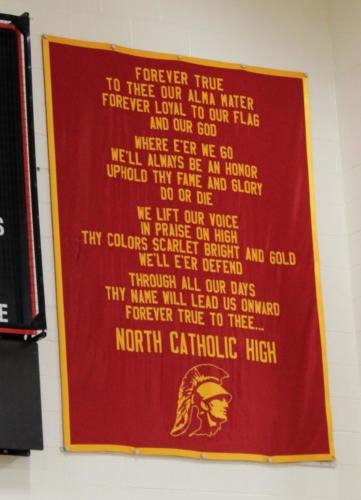 FOREVER TRUE
TO THEE OUR ALMA MATER
FOREVER LOYAL TO OUR FLAG
AND OUR GOD
WHERE E'ER WE GO
WE'LL ALWAYS BE AN HONOR
UPHOLD THY FAME AND GLORY
DO OR DIE
WE LIFT OUR VOICE
IN PRAISE ON HIGH
THY COLORS SCARLET BRIGHT AND GOLD
WE'LL E'ER DEFEND
THROUGH ALL OUR DAYS
THY NAME WILL LEAD US ONWARD
FOREVER TRUE TO THEE...
NORTH CATHOLIC HIGH